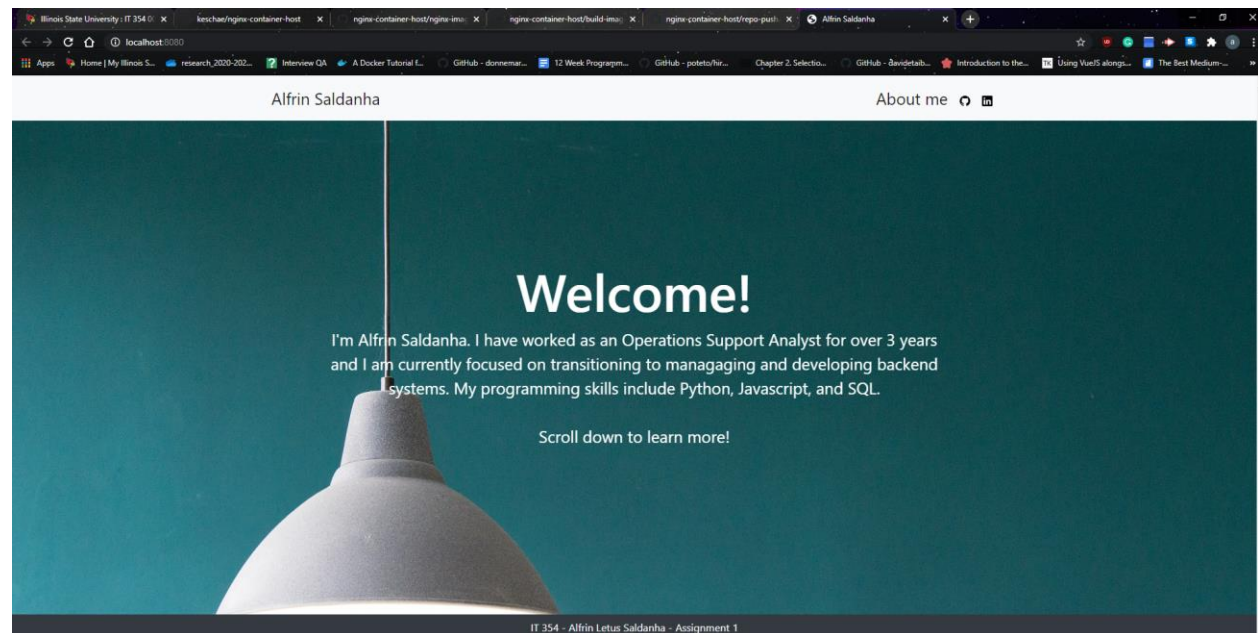 Illinois State University : IT 354 0
keschae/nginx-container-host
nginx-container-host/nginx-ima
nginx-container-host/build-imag
nginx-container-host/repo-push
Alfrin Saldanha
localhost:8080
Apps
Home | My Illinois S...
research_2020-202...
Interview QA
A Docker Tutorial f...
GitHub - donnemar...
12 Week Programm...
GitHub - poteto/hir...
Chapter 2. Selectio...
GitHub - davidetaib...
Introduction to the...
Using VueJS alongs...
The Best Medium-...
Alfrin Saldanha
About me
Welcome!
I'm Alfrin Saldanha. I have worked as an Operations Support Analyst for over 3 years
and I am currently focused on transitioning to managaging and developing backend
systems. My programming skills include Python, Javascript, and SQL.
Scroll down to learn more!
IT 354 - Alfrin Letus Saldanha - Assignment 1